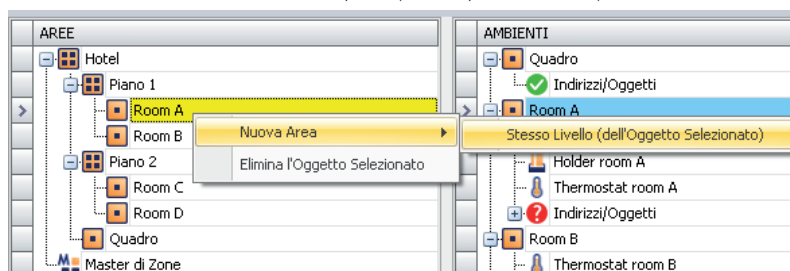 AREE
Hotel
Piano 1
Room A
Room B
Piano 2
Room C
Room D
Quadro
Master di Zone
Nuova Area
Elimina l'Oggetto Selezionato
Stesso Livello (dell'Oggetto Selezionato)
AMBIENTI
Quadro
Indirizzi/Oggetti
Room A
Holder room A
Thermostat room A
Indirizzi/Oggetti
Room B
Thermostat room B